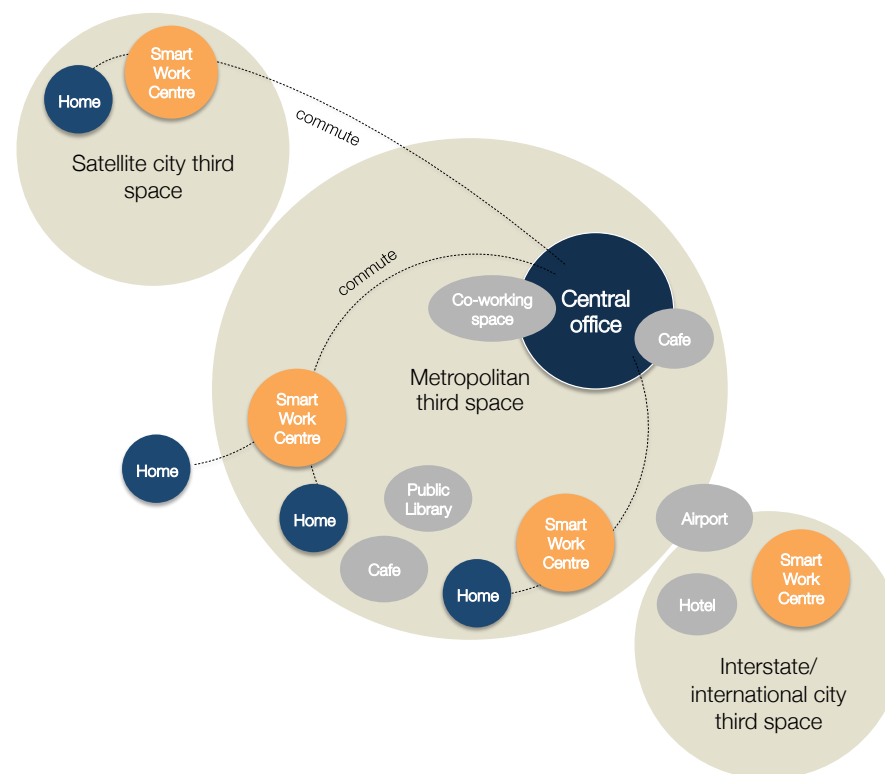 Smart
Work
Centre
Home
Satellite city third
space
commute
commute
Co-working
space
Central
office
Cafe
Metropolitan
third space
Smart
Work
Centre
Home
Home
Public
Library
Cafe
Home
Smart
Work
Centre
Airport
Hotel
Smart
Work
Centre
Interstate/
international city
third space